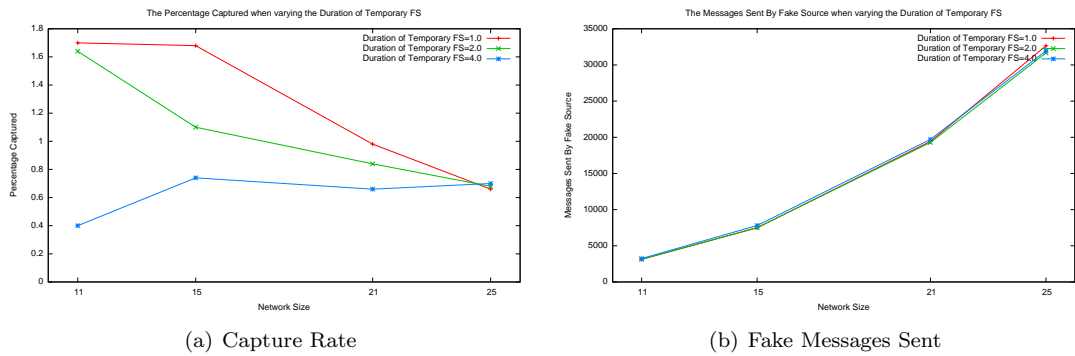 The Percentage Captured when varying the Duration of Temporary FS
Duration of Temporary FS=1.0
Duration of Temporary FS=2.0
Duration of Temporary FS=4.0
Percentage Captured
1.8
1.6
1.4
1.2
1
0.8
0.6
0.4
0.2
0
11
15
21
25
Network Size
(a) Capture Rate
The Messages Sent By Fake Source when varying the Duration of Temporary FS
Duration of Temporary FS=1.0
Duration of Temporary FS=2.0
Duration of Temporary FS=4.0
Messages Sent By Fake Source
35000
30000
25000
20000
15000
10000
5000
0
11
15
21
25
Network Size
(b) Fake Messages Sent